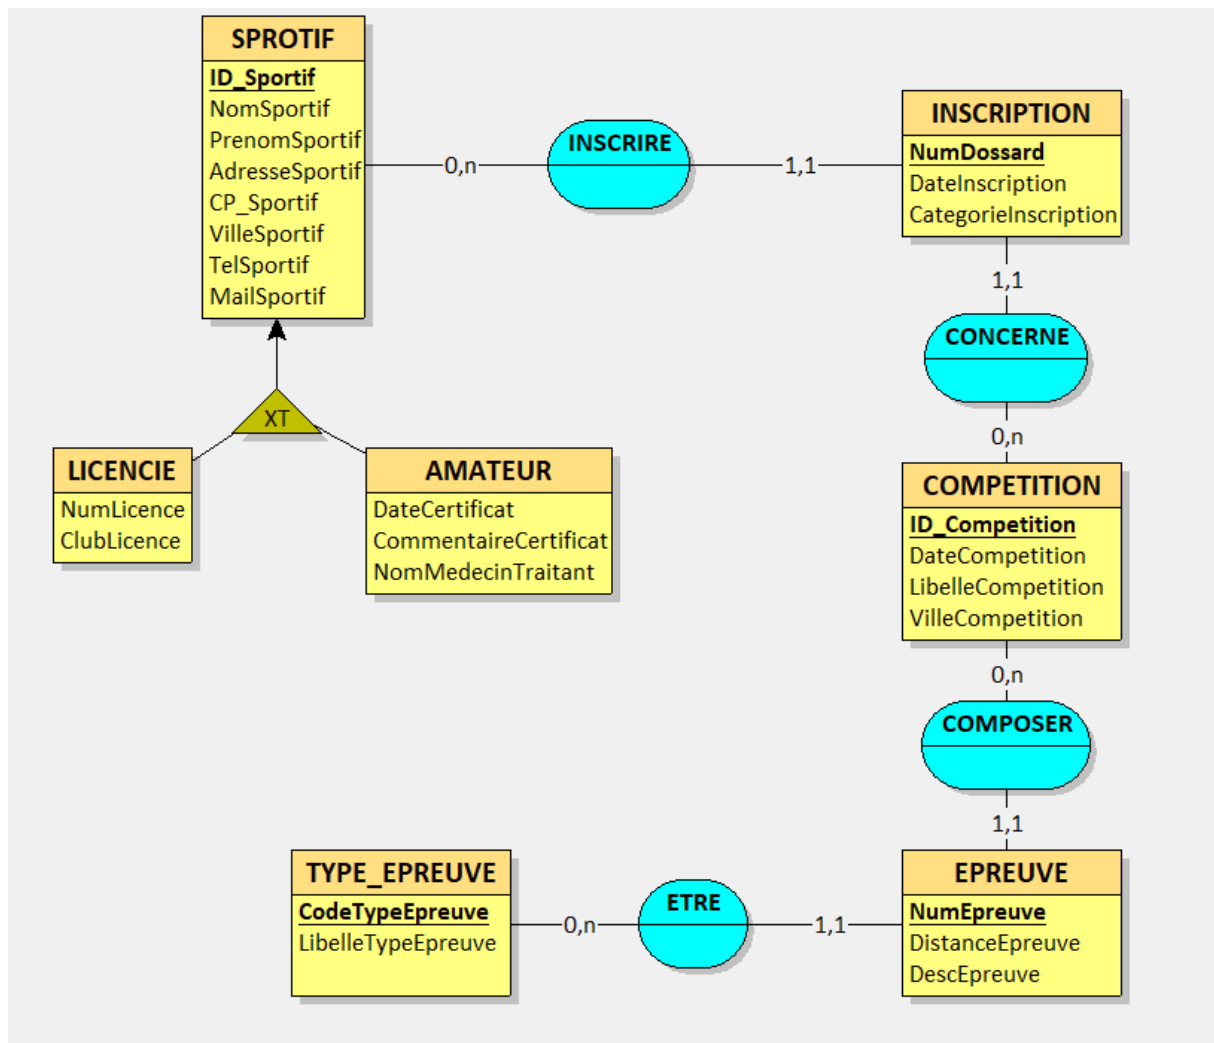 SPROTIF
ID_Sportif
NomSportif
PrenomSportif
AdresseSportif
CP_Sportif
VilleSportif
TelSportif
MailSportif
0,n
INSCRIRE
1,1
INSCRIPTION
NumDossard
DateInscription
CategorieInscription
1,1
CONCERNE
0,n
XT
LICENCIE
NumLicence
ClubLicence
AMATEUR
DateCertificat
CommentaireCertificat
NomMedecinTraitant
COMPETITION
ID_Competition
DateCompetition
LibelleCompetition
VilleCompetition
0,n
COMPOSER
1,1
TYPE_EPREUVE
CodeTypeEpreuve
LibelleTypeEpreuve
0,n
ETRE
1,1
EPREUVE
NumEpreuve
DistanceEpreuve
DescEpreuve